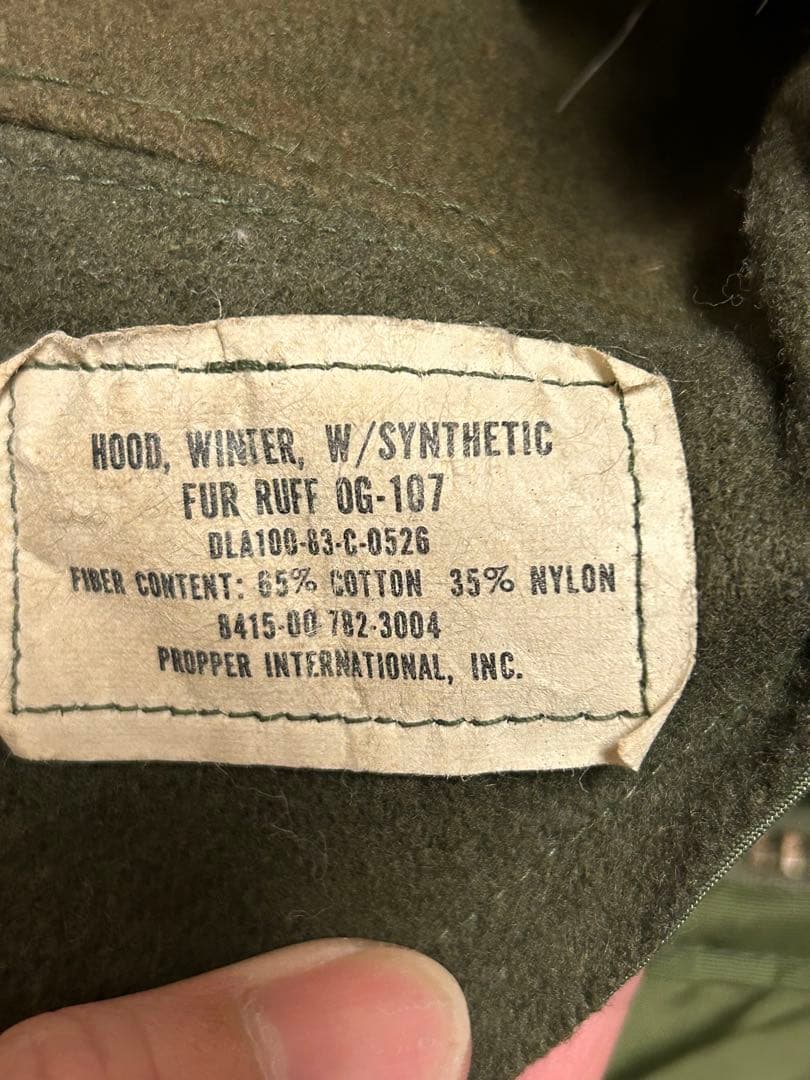 HOOD, WINTER, W/SYNTHETIC
FUR RUFF OG-107
DLA100-83-C-0526
FIBER CONTENT: 65% COTTON 35% NYLON
8415-00-782-3004
PROPPER INTERNATIONAL, INC.